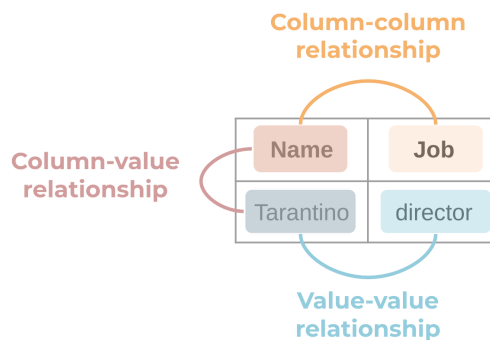 Column-column
relationship
Name
Job
Column-value
relationship
Tarantino
director
Value-value
relationship